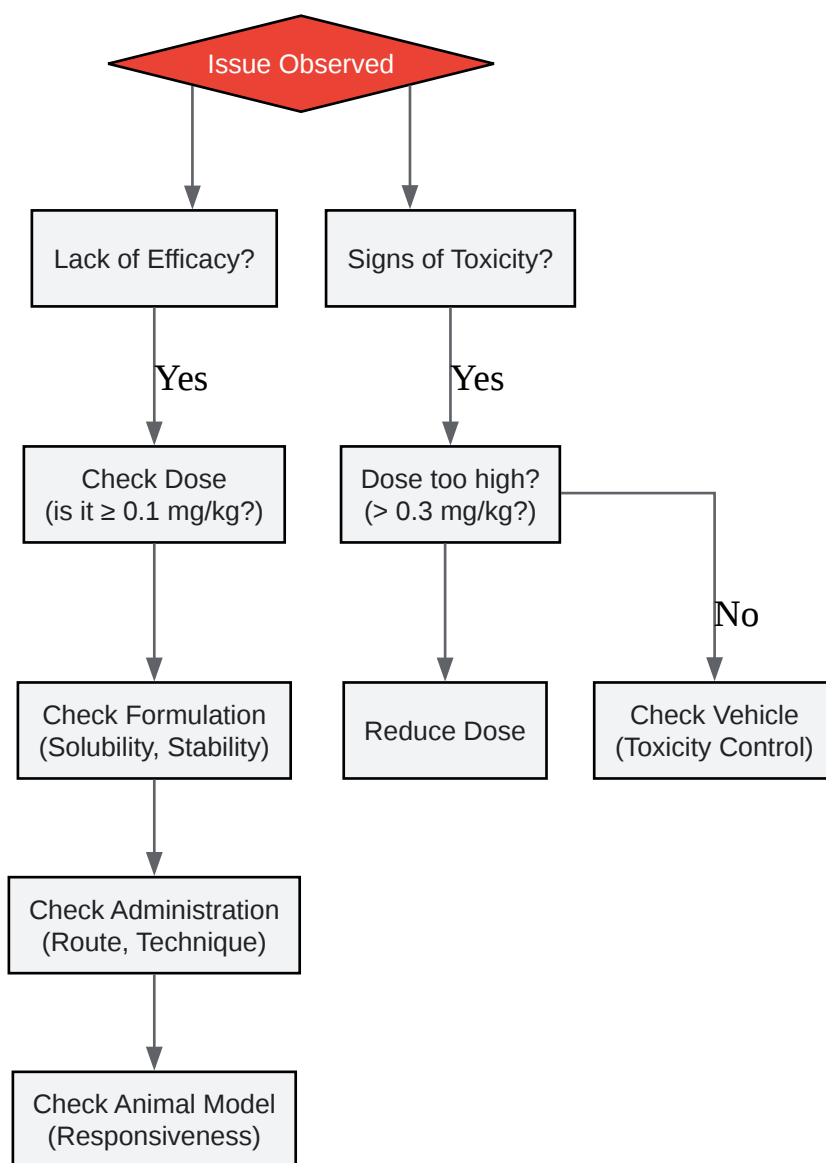 Issue Observed
Lack of Efficacy?
Signs of Toxicity?
Yes
Yes
Check Dose
(is it ≥ 0.1 mg/kg?)
Dose too high?
(> 0.3 mg/kg?)
No
Check Formulation
(Solubility, Stability)
Reduce Dose
Check Vehicle
(Toxicity Control)
Check Administration
(Route, Technique)
Check Animal Model
(Responsiveness)